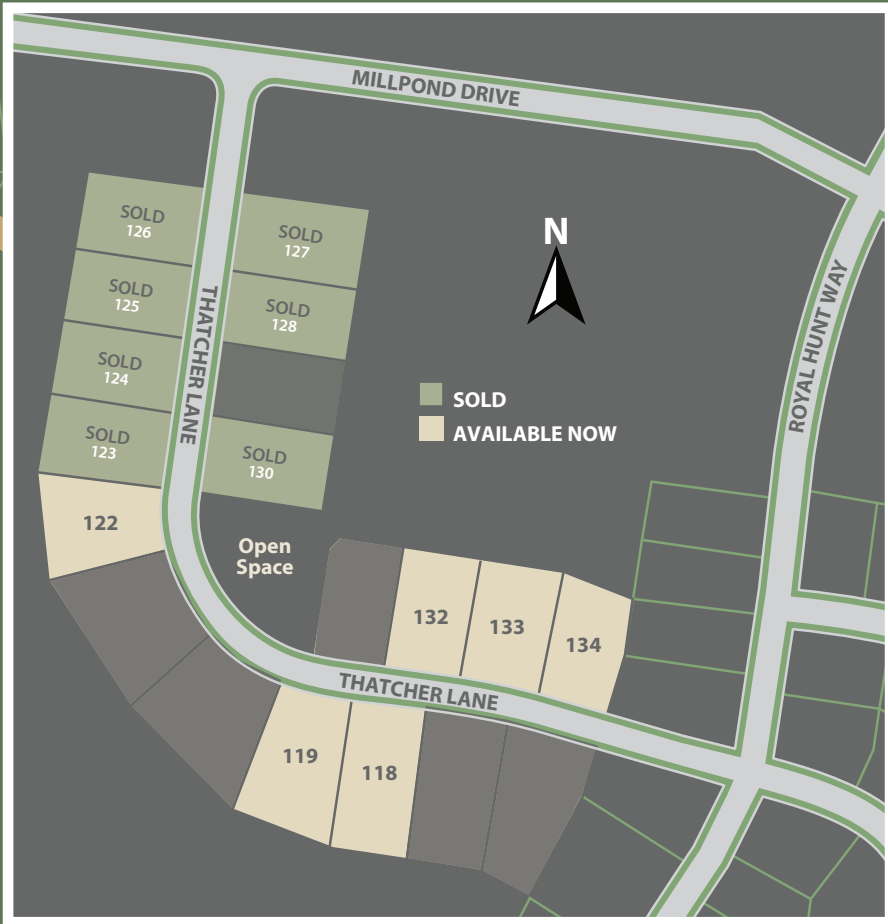 MILLPOND DRIVE
SOLD
126
SOLD
127
N
SOLD
125
SOLD
128
THATCHER LANE
ROYAL HUNT WAY
SOLD
124
SOLD
AVAILABLE NOW
SOLD
123
SOLD
130
122
Open
Space
132
133
134
THATCHER LANE
119
118